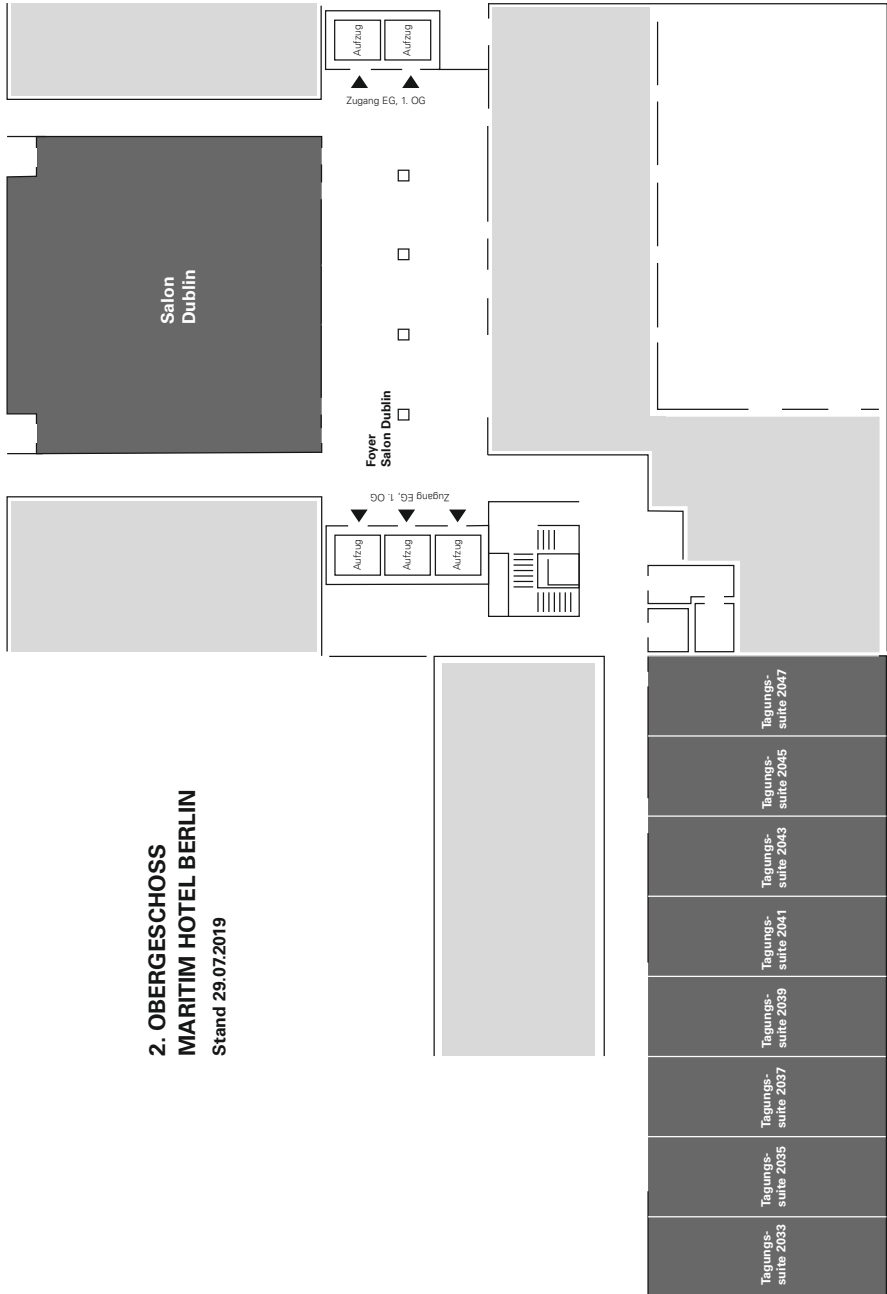 2. OBERGESCHOSS
MARITIM HOTEL BERLIN
Stand 29.07.2019
Salon
Dublin
Foyer
Salon Dublin
Aufzug
Aufzug
Zugang EG, 1. OG
Zugang EG, 1. OG
Aufzug
Aufzug
Aufzug
Tagungs-
suite 2047
Tagungs-
suite 2045
Tagungs-
suite 2043
Tagungs-
suite 2041
Tagungs-
suite 2039
Tagungs-
suite 2037
Tagungs-
suite 2035
Tagungs-
suite 2033